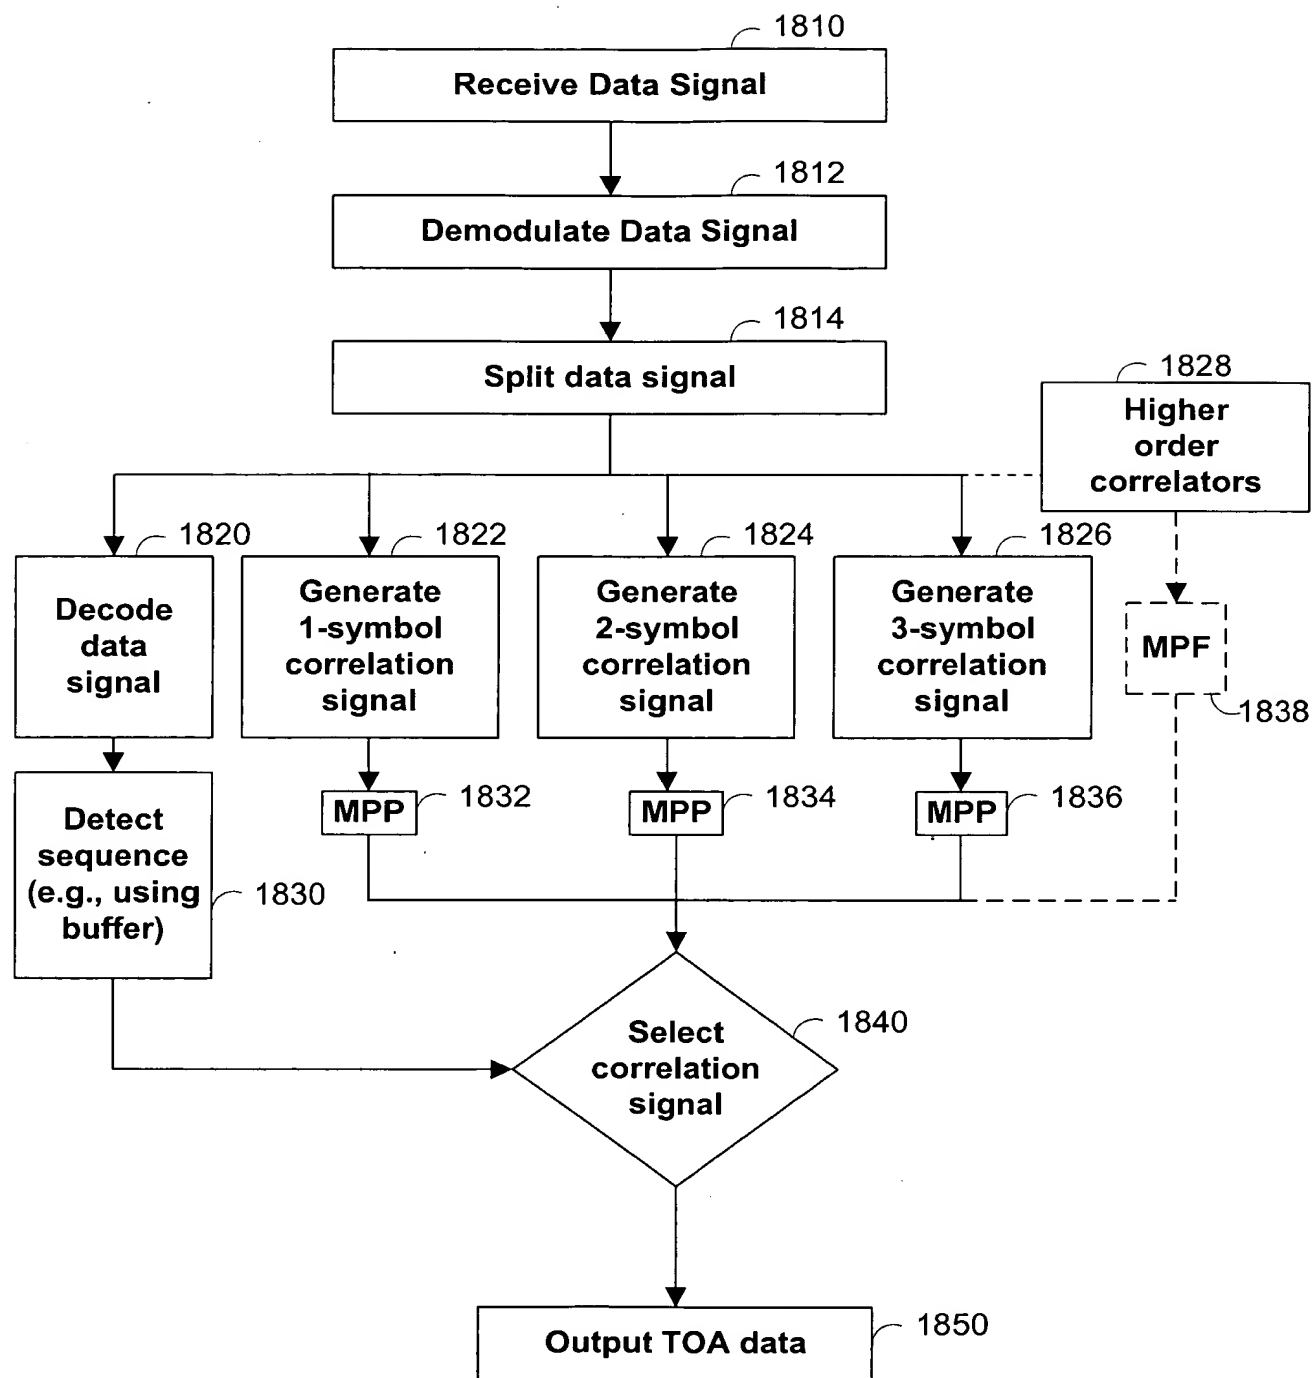 1810
Receive Data Signal
1812
Demodulate Data Signal
1814
Split data signal
1828
Higher
order
correlators
1820
Decode
data
signal
1822
Generate
1-symbol
correlation
signal
1824
Generate
2-symbol
correlation
signal
1826
Generate
3-symbol
correlation
signal
MPF
1838
MPP
1832
MPP
1834
MPP
1836
Detect
sequence
(e.g., using
buffer)
1830
Select
correlation
signal
1840
Output TOA data
1850